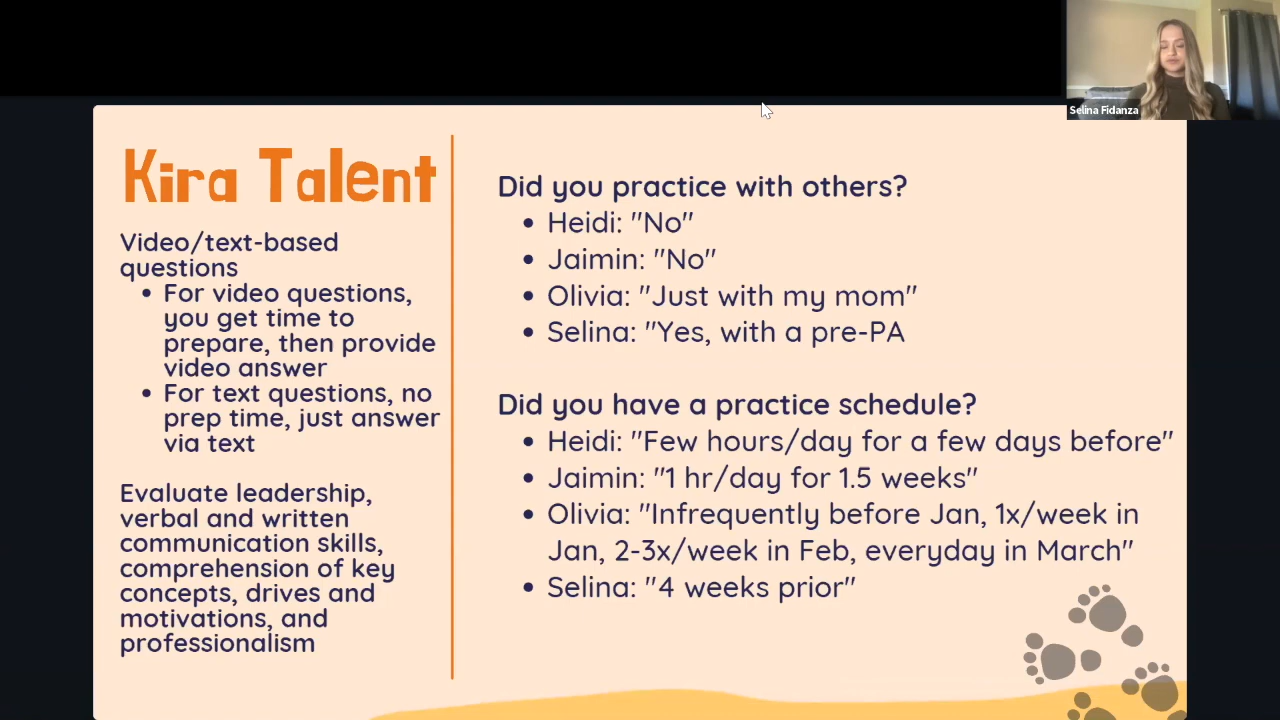 Selina Fidanza
Kira Talent
Video/text-based
questions
• For video questions,
you get time to
prepare, then provide
video answer
• For text questions, no
prep time, just answer
via text
Evaluate leadership,
verbal and written
communication skills,
comprehension of key
concepts, drives and
motivations, and
professionalism
Did you practice with others?
• Heidi: "No"
• Jaimin: "No"
• Olivia: "Just with my mom"
• Selina: "Yes, with a pre-PA
Did you have a practice schedule?
• Heidi: "Few hours/day for a few days before"
• Jaimin: "1 hr/day for 1.5 weeks"
• Olivia: "Infrequently before Jan, 1x/week in
Jan, 2-3x/week in Feb, everyday in March"
• Selina: "4 weeks prior"